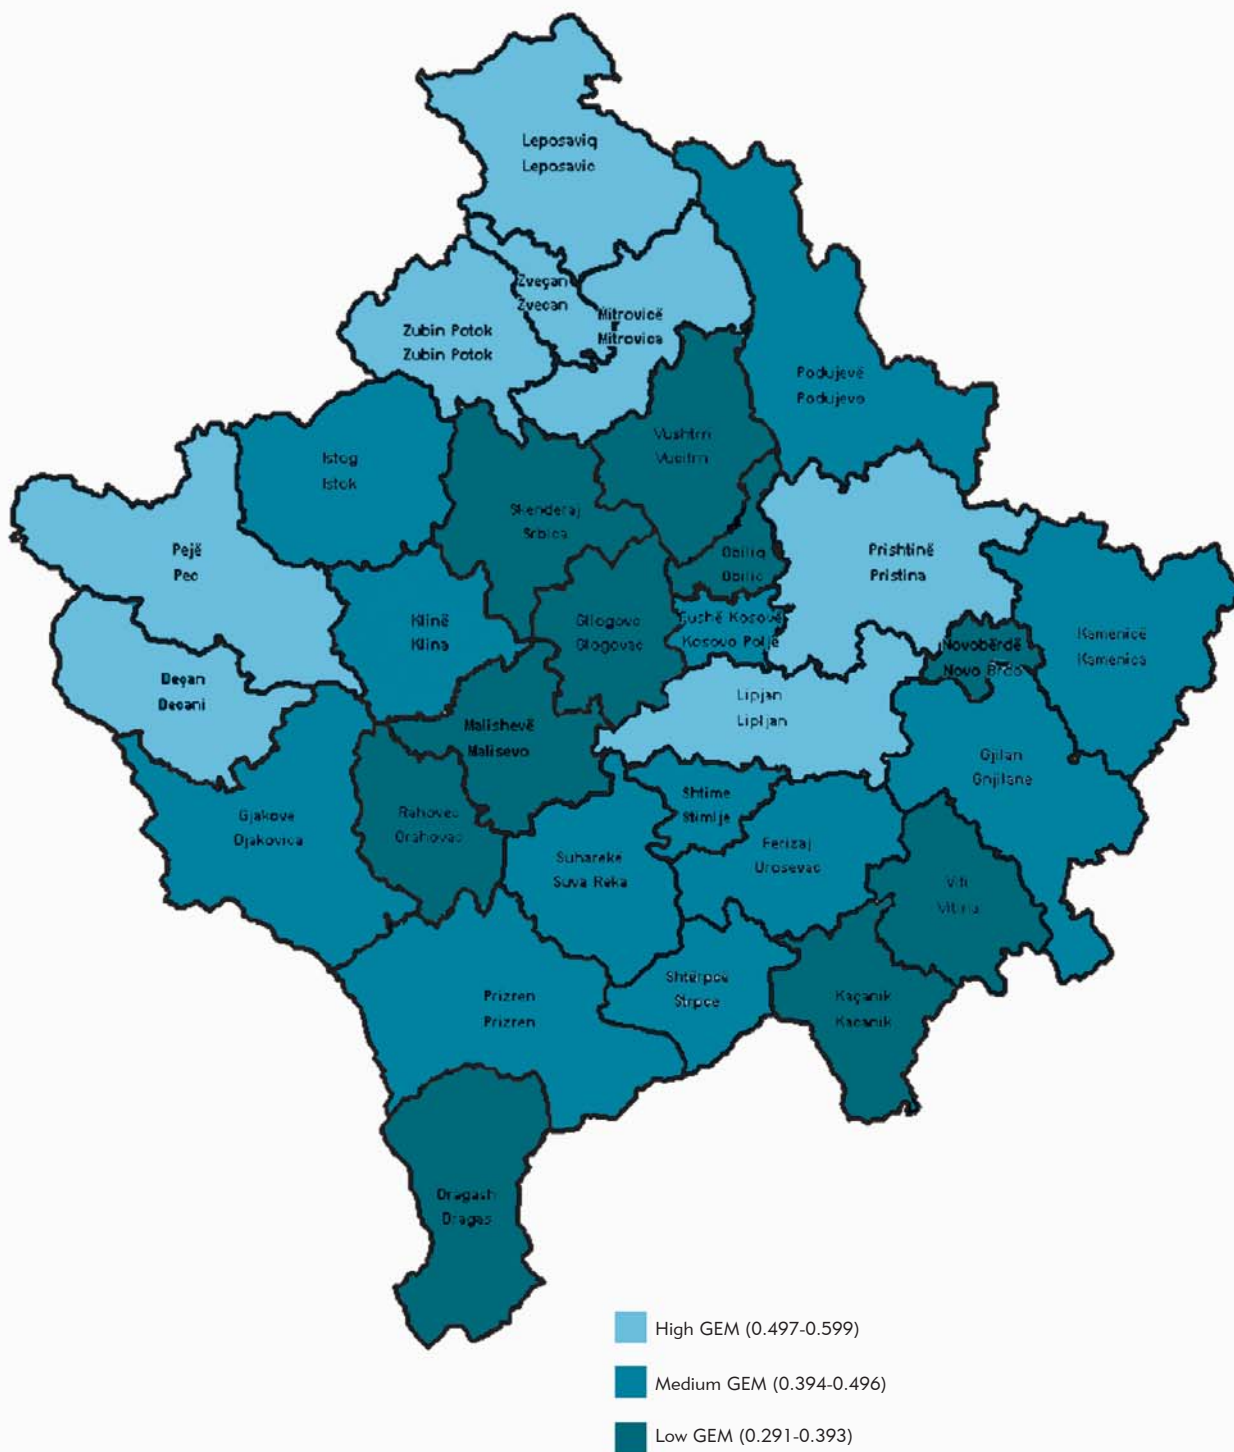 Leposaviq
Leposavic
Zveçan
Zvecan
Mitrovicë
Mitrovica
Zubin Potok
Zubin Potok
Podujevë
Podujevo
Vushtrri
Vucitrn
Istog
Istok
Skenderaj
Srbica
Pejë
Pec
Obiliq
Obilic
Prishtinë
Pristina
Klinë
Klina
Gllogovc
Glogovac
Fushë Kosovë
Kosovo Polje
Novobërdë
Novo Brdo
Kamenicë
Kamenica
Deçan
Decani
Lipjan
Lipljan
Malishevë
Malisevo
Gjilan
Gnjilane
Shtime
Stimlje
Gjakovë
Djakovica
Rahovec
Orahovac
Ferizaj
Urosevac
Suharekë
Suva Reka
Viti
Vitina
Shtërpcë
Strpce
Kaçanik
Kacanik
Prizren
Prizren
Dragash
Dragas
High GEM (0.497-0.599)
Medium GEM (0.394-0.496)
Low GEM (0.291-0.393)